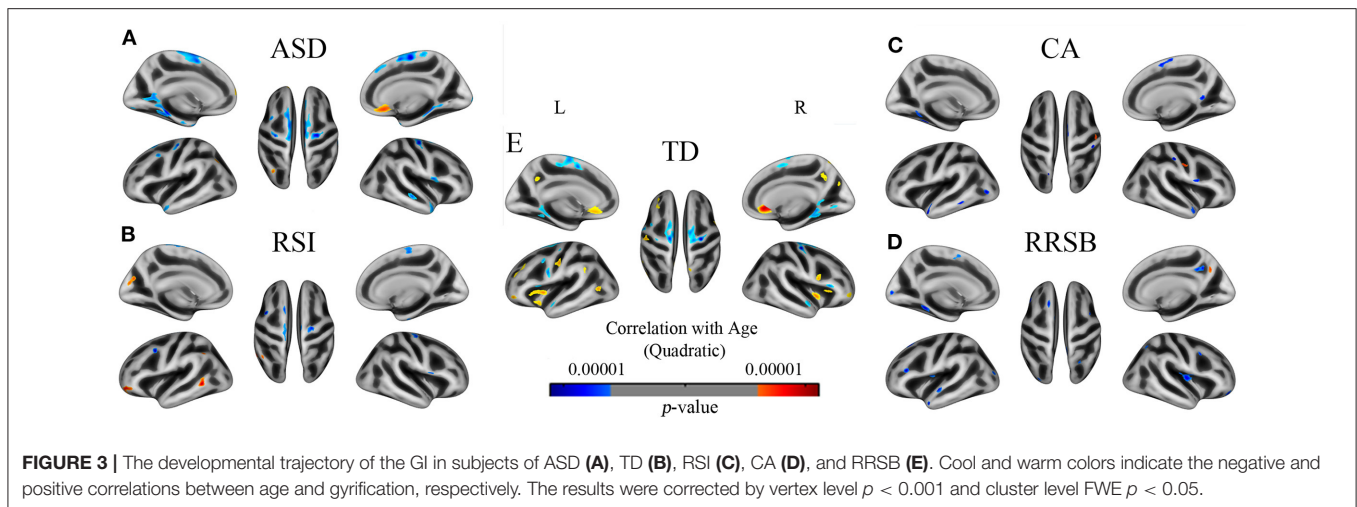 A
ASD
B
RSI
L
R
E
TD
Correlation with Age
(Quadratic)
0.00001 0.00001
p-value
C
CA
D
RRSB
FIGURE 3 | The developmental trajectory of the GI in subjects of ASD (A), TD (B), RSI (C), CA (D), and RRSB (E). Cool and warm colors indicate the negative and
positive correlations between age and gyrification, respectively. The results were corrected by vertex level p < 0.001 and cluster level FWE p < 0.05.